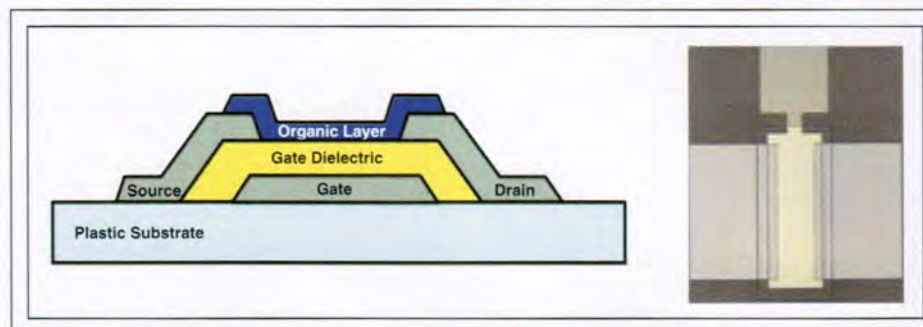 Organic Layer
Gate Dielectric
Source
Gate
Drain
Plastic Substrate